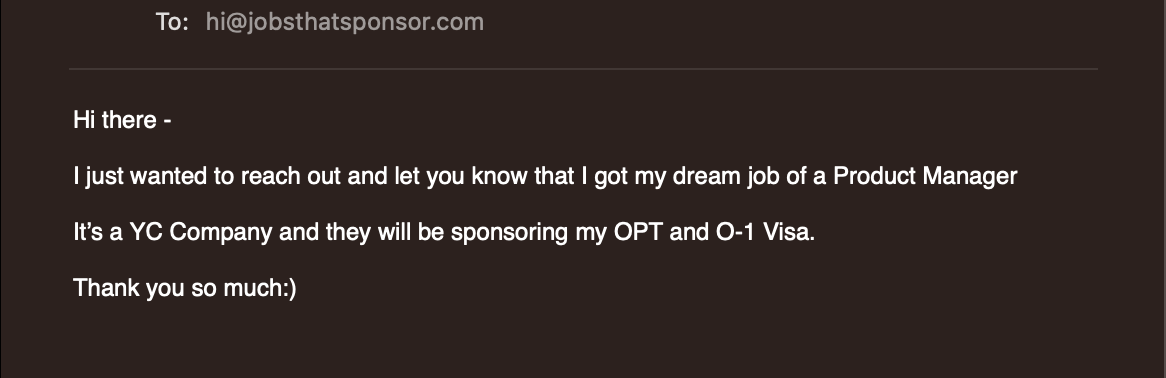 To: hi@jobsthatsponsor.com
Hi there -
I just wanted to reach out and let you know that I got my dream job of a Product Manager
It’s a YC Company and they will be sponsoring my OPT and O-1 Visa.
Thank you so much:)